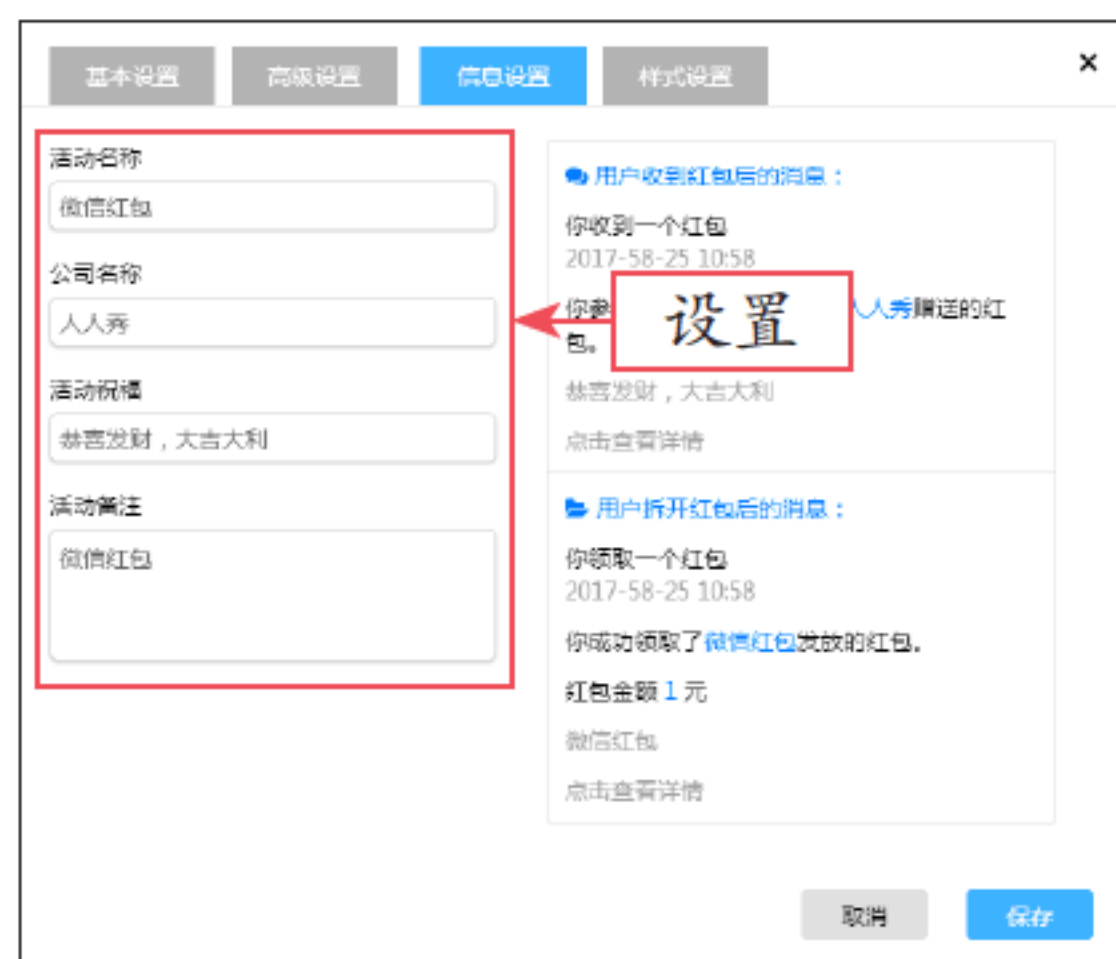 基本设置 高级设置 信息设置 样式设置 ×
活动名称
微信红包
公司名称
人人秀
活动祝福
恭喜发财，大吉大利
活动备注
微信红包
设置
用户收到红包后的消息：
你收到一个红包
2017-58-25 10:58
你参 人人秀赠送的红
包。
恭喜发财，大吉大利
点击查看详情
用户拆开红包后的消息：
你领取一个红包
2017-58-25 10:58
你成功领取了微信红包发放的红包。
红包金额 1 元
微信红包
点击查看详情
取消 保存